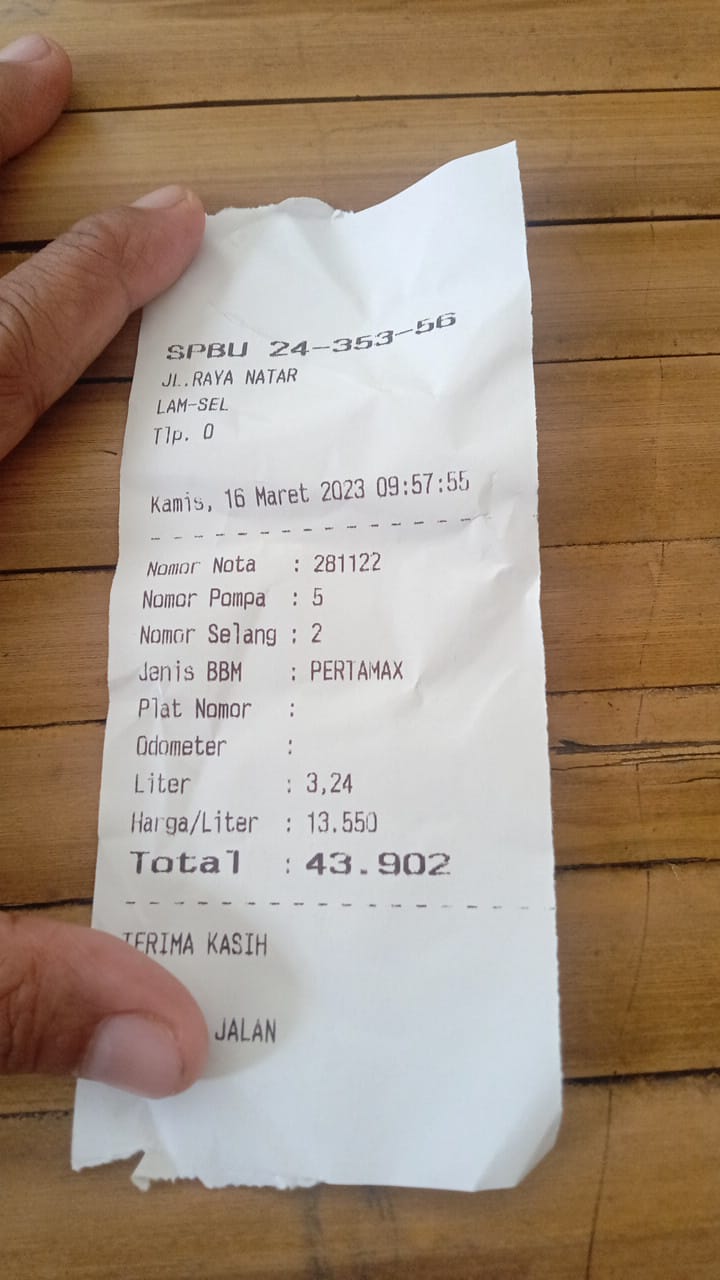 SPBU 24-353-56
JL.RAYA NATAR
LAM-SEL
Tlp. 0
Kamis, 16 Maret 2023 09:57:55
Nomor Nota : 281122
Nomor Pompa : 5
Nomor Selang : 2
Jenis BBM : PERTAMAX
Plat Nomor :
Odometer :
Liter : 3,24
Harga/Liter : 13.550
Total : 43.902
TERIMA KASIH
JALAN